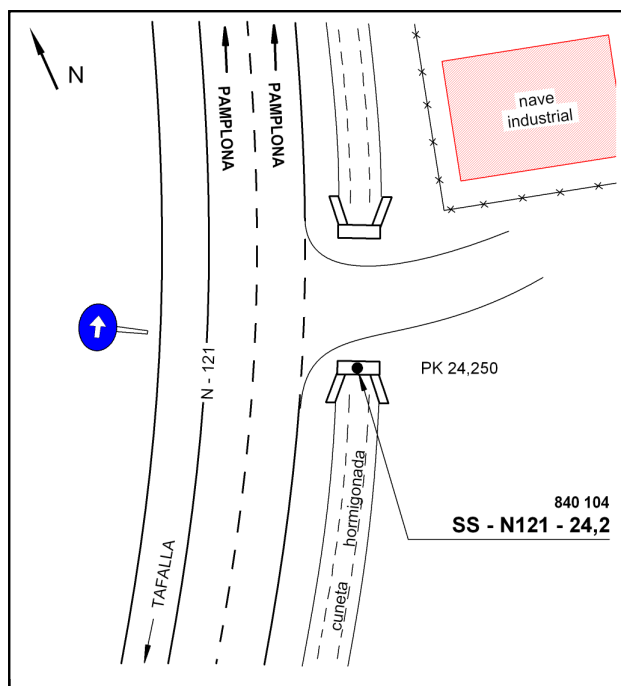 N
PAMPLONA
PAMPLONA
nave
industrial
N - 121
PK 24,250
cuneta hormigonada
840 104
SS - N121 - 24,2
TAFALLA